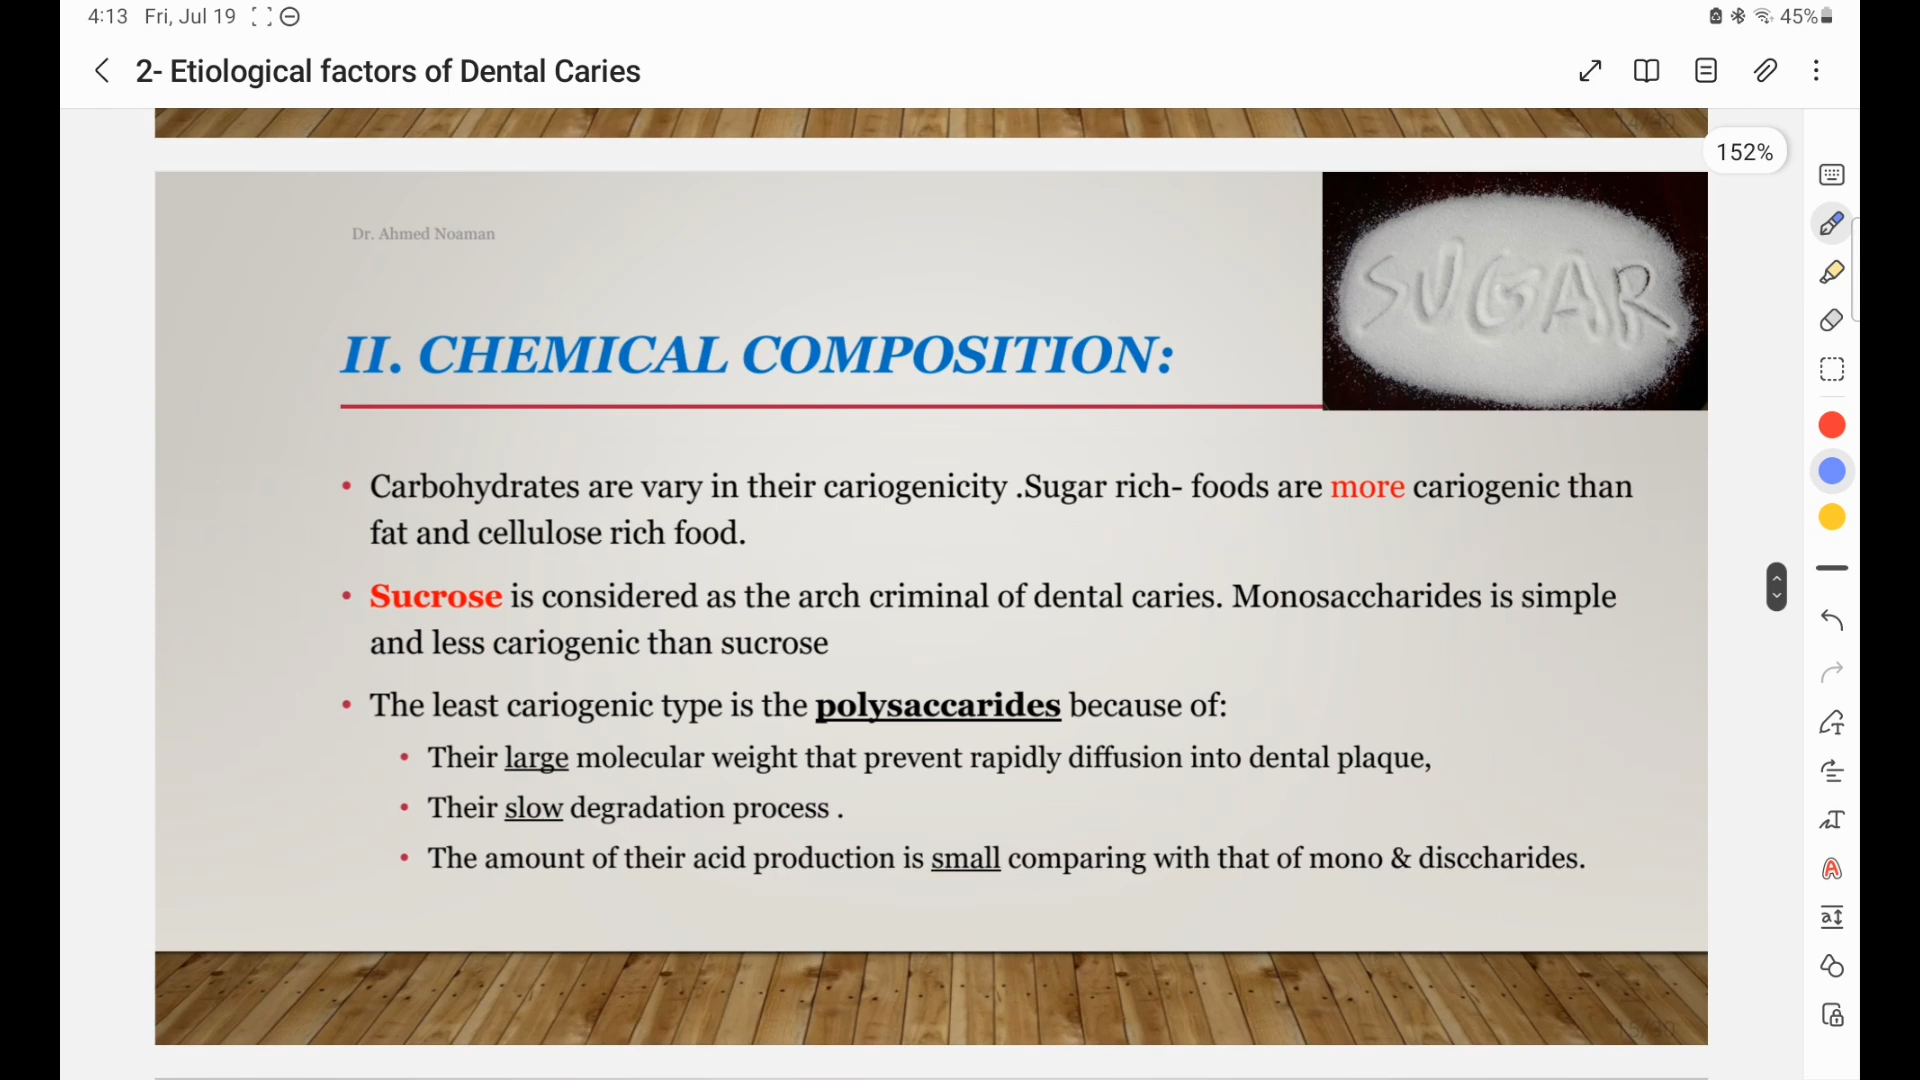 4:13 Fri, Jul 19
45%
2- Etiological factors of Dental Caries
152%
Dr. Ahmed Noaman
SUGAR
II. CHEMICAL COMPOSITION:
• Carbohydrates are vary in their cariogenicity .Sugar rich- foods are more cariogenic than
fat and cellulose rich food.
• Sucrose is considered as the arch criminal of dental caries. Monosaccharides is simple
and less cariogenic than sucrose
• The least cariogenic type is the polysaccarides because of:
• Their large molecular weight that prevent rapidly diffusion into dental plaque,
• Their slow degradation process .
• The amount of their acid production is small comparing with that of mono & disccharides.